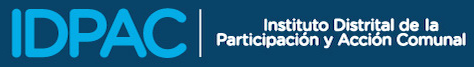 IDPAC
Instituto Distrital de la
Participación y Acción Comunal